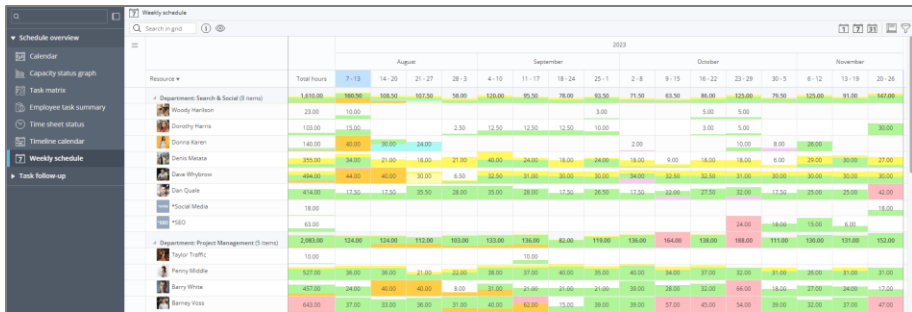 Weekly schedule
Search in grid
Schedule overview
Calendar
Capacity status graph
Task matrix
Employee task summary
Time sheet status
Timeline calendar
Weekly schedule
Task follow-up
2023
August September October November
Resource Total hours 7 - 13 14 - 20 21 - 27 28 - 3 4 - 10 11 - 17 18 - 24 25 - 1 2 - 8 9 - 15 16 - 22 23 - 29 30 - 5 6 - 12 13 - 19 20 - 26
Department: Search & Social (8 items) 1,610.00 160.50 108.50 107.50 58.00 120.00 95.50 78.00 93.50 71.50 63.50 86.00 125.00 76.50 125.00 91.00 147.00
Woody Harilson 23.00 10.00 3.00 5.00 5.00
Dorothy Harris 103.00 15.00 2.50 12.50 12.50 12.50 10.00 3.00 5.00 30.00
Donna Karen 140.00 40.00 30.00 24.00 2.00 10.00 8.00 26.00
Denis Matata 355.00 34.00 21.00 18.00 21.00 40.00 24.00 18.00 24.00 18.00 9.00 18.00 18.00 6.00 29.00 30.00 27.00
Dava Whybrow 494.00 44.00 40.00 30.00 6.50 32.50 31.00 30.00 30.00 34.00 32.50 32.50 31.00 30.00 30.00 30.00 30.00
Dan Quale 414.00 17.50 17.50 35.50 28.00 35.00 28.00 17.50 26.50 17.50 22.00 27.50 32.00 17.50 25.00 25.00 42.00
*Social Media 18.00 18.00
*SEO 63.00 24.00 18.00 15.00 6.00
Department: Project Management (5 items) 2,083.00 124.00 124.00 112.00 103.00 133.00 136.00 82.00 119.00 136.00 164.00 138.00 188.00 111.00 130.00 131.00 152.00
Taylor Traffic 10.00 10.00
Penny Middle 527.00 36.00 36.00 21.00 22.00 38.00 37.00 40.00 35.00 40.00 34.00 37.00 32.00 31.00 26.00 31.00 31.00
Barry White 457.00 24.00 40.00 40.00 8.00 31.00 21.00 21.00 21.00 39.00 28.00 32.00 66.00 18.00 27.00 24.00 17.00
Barney Voss 643.00 37.00 33.00 36.00 31.00 40.00 62.00 15.00 39.00 39.00 57.00 45.00 54.00 39.00 32.00 37.00 47.00